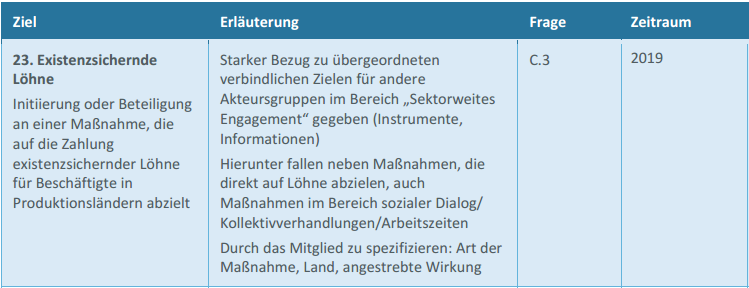 Ziel
Erläuterung
Frage
Zeitraum
23. Existenzsichernde
Löhne
Initiierung oder Beteiligung
an einer Maßnahme, die
auf die Zahlung
existenzsichernder Löhne
für Beschäftigte in
Produktionsländern abzielt
Starker Bezug zu übergeordneten
verbindlichen Zielen für andere
Akteursgruppen im Bereich „Sektorweites
Engagement“ gegeben (Instrumente,
Informationen)
Hierunter fallen neben Maßnahmen, die
direkt auf Löhne abzielen, auch
Maßnahmen im Bereich sozialer Dialog/
Kollektivverhandlungen/Arbeitszeiten
Durch das Mitglied zu spezifizieren: Art der
Maßnahme, Land, angestrebte Wirkung
C.3
2019